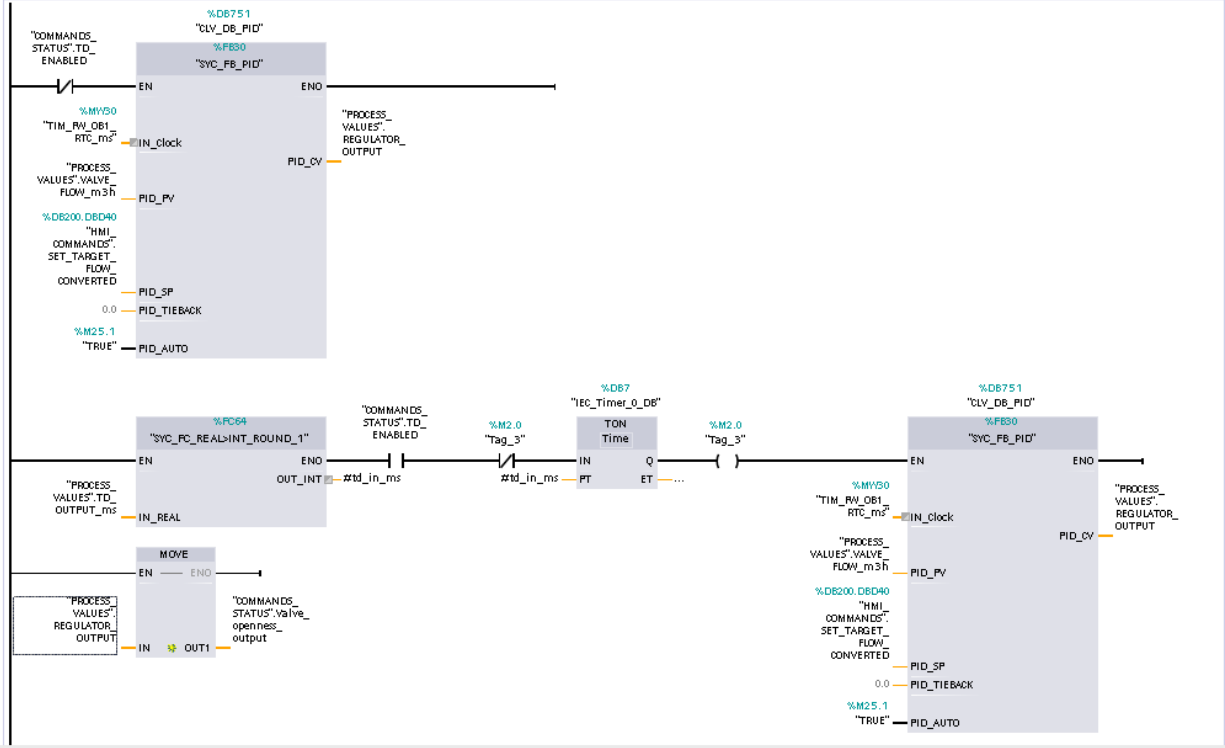 %DB751
"CLV_DB_PID"
"COMMANDS_
STATUS".TD_
ENABLED
%FB30
"SYC_FB_PID"
EN
ENO
%MW30
"TIM_RW_OB1_
RTC_ms"
IN_Clock
"PROCESS_
VALUES".
REGULATOR_
OUTPUT
PID_CV
"PROCESS_
VALUES".VALVE_
FLOW_m3h
PID_PV
%DB200.DBD40
"HMI_
COMMANDS".
SET_TARGET_
FLOW_
CONVERTED
PID_SP
0.0
PID_TIEBACK
%M25.1
"TRUE"
PID_AUTO
%FC64
"SYC_FC_REAL>INT_ROUND_1"
EN
ENO
OUT_INT
#td_in_ms
"PROCESS_
VALUES".TD_
OUTPUT_ms
IN_REAL
"COMMANDS_
STATUS".TD_
ENABLED
%M2.0
"Tag_3"
%DB7
"IEC_Timer_0_DB"
TON
Time
IN
Q
#td_in_ms
PT
ET
...
%M2.0
"Tag_3"
%DB751
"CLV_DB_PID"
%FB30
"SYC_FB_PID"
EN
ENO
%MW30
"TIM_RW_OB1_
RTC_ms"
IN_Clock
"PROCESS_
VALUES".
REGULATOR_
OUTPUT
PID_CV
"PROCESS_
VALUES".VALVE_
FLOW_m3h
PID_PV
%DB200.DBD40
"HMI_
COMMANDS".
SET_TARGET_
FLOW_
CONVERTED
PID_SP
0.0
PID_TIEBACK
%M25.1
"TRUE"
PID_AUTO
MOVE
EN
ENO
"PROCESS_
VALUES".
REGULATOR_
OUTPUT
IN
OUT1
"COMMANDS_
STATUS".Valve_
openness_
output